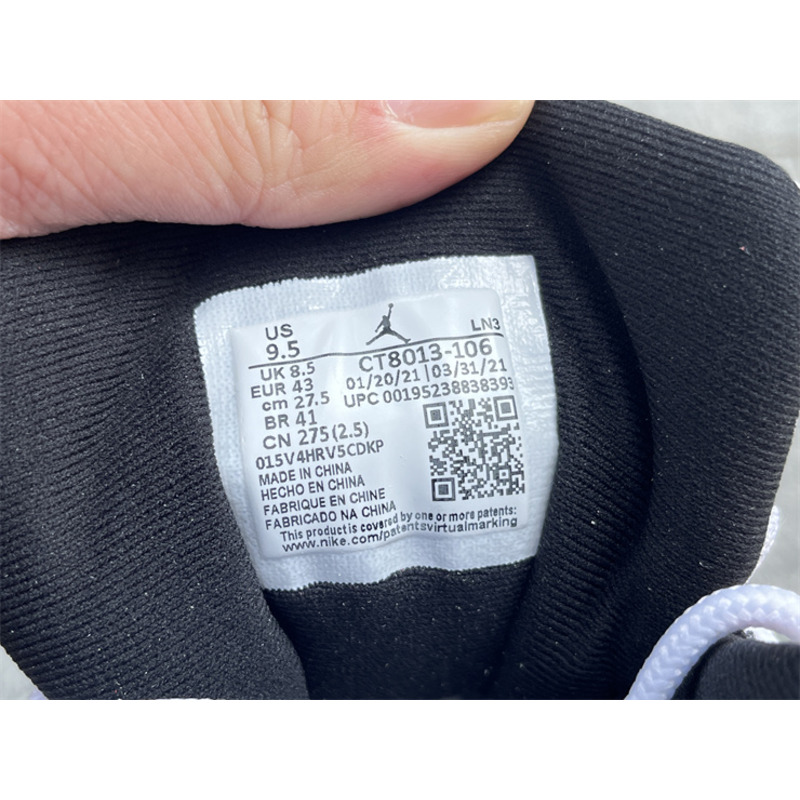 US
9.5
LN3
UK 8.5
CT8013-106
EUR 43
01/20/21 | 03/31/21
cm 27.5
UPC 00195238838393
BR 41
CN 275(2.5)
015V4HRV5CDKP
MADE IN CHINA
HECHO EN CHINA
FABRIQUE EN CHINE
FABRICADO NA CHINA
This product is covered by one or more patents:
www.nike.com/patentsvirtualmarking